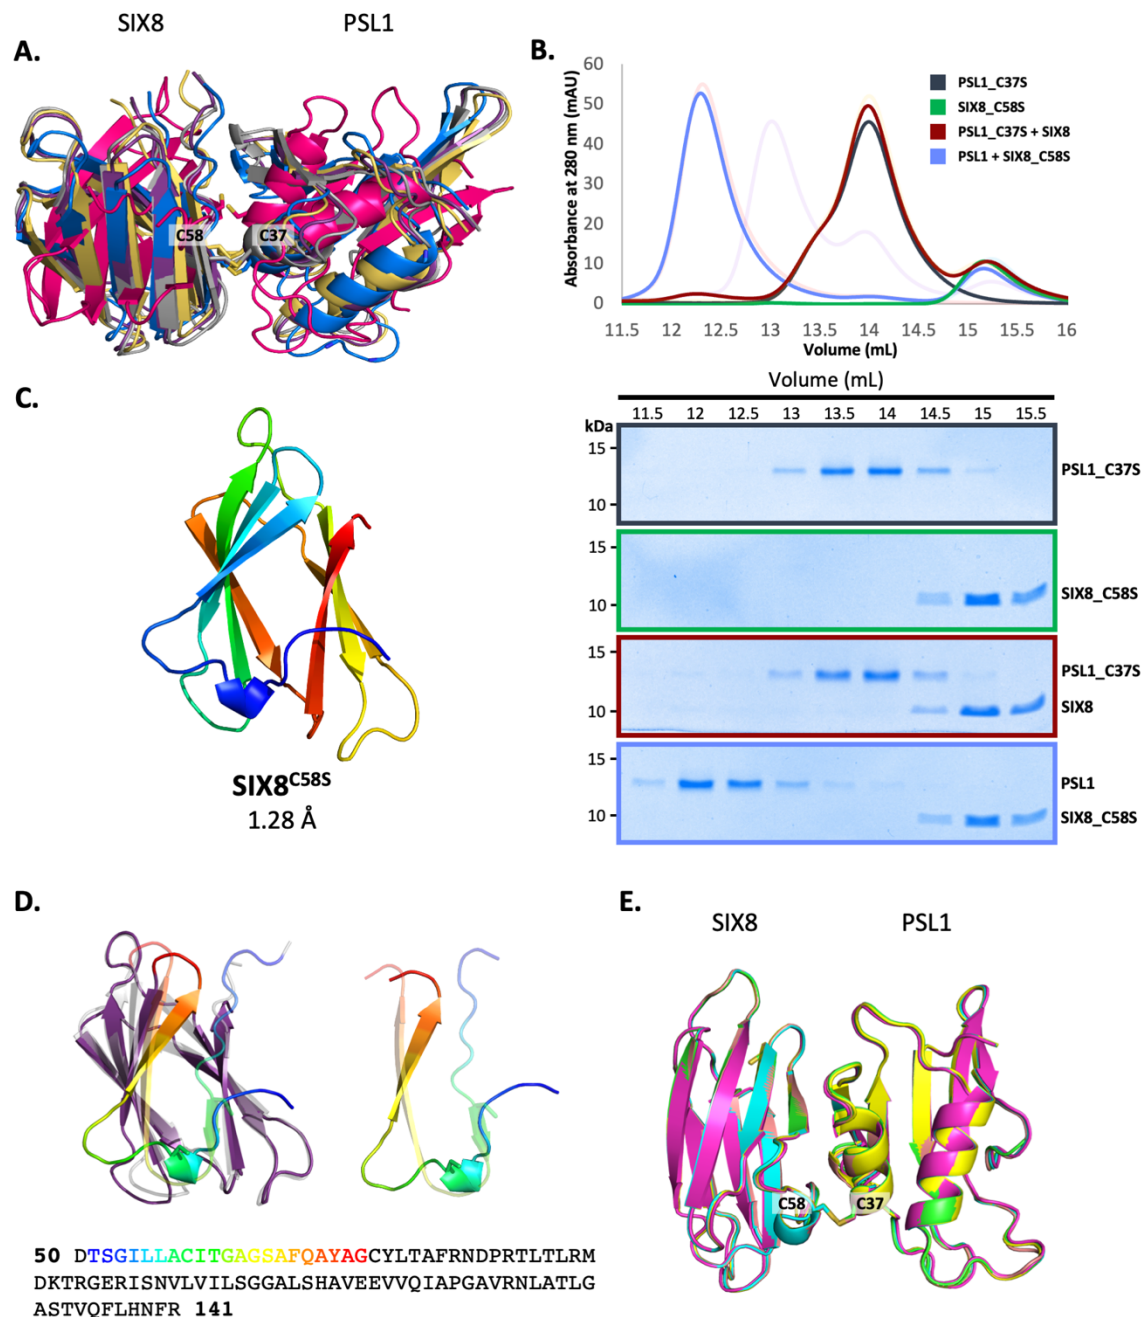 SIX8 PSL1
A.
C58 C37
B.
Absorbance at 280 nm (mAU)
60
50
40
30
20
10
0
11.5 12 12.5 13 13.5 14 14.5 15 15.5 16
Volume (mL)
PSL1_C37S
SIX8_C58S
PSL1_C37S + SIX8
PSL1 + SIX8_C58S
Volume (mL)
kDa 11.5 12 12.5 13 13.5 14 14.5 15 15.5
15
10
PSL1_C37S
15
10
SIX8_C58S
15
10
PSL1_C37S
SIX8
15
10
PSL1
SIX8_C58S
C.
SIX8C58S
1.28 Å
D.
50 DTSGILLACITGAGSAFQAYAGCYLTAFRNDPRTLTLRM
DKTRGERISNVLVILSGGALSHAVEEVVQIAPGAVRNLATLG
ASTVQFLHNFR 141
E.
SIX8 PSL1
C58 C37